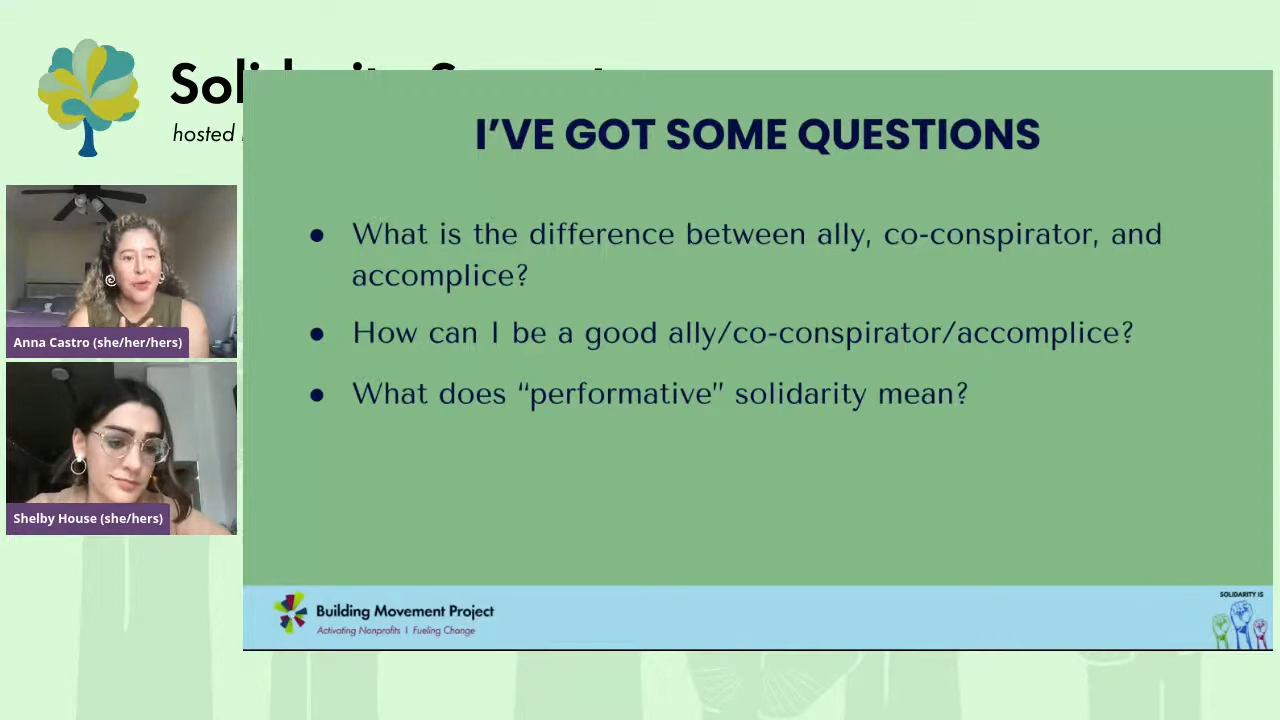 Sol
hosted
I’VE GOT SOME QUESTIONS
● What is the difference between ally, co-conspirator, and
accomplice?
● How can I be a good ally/co-conspirator/accomplice?
● What does “performative” solidarity mean?
Anna Castro (she/her/hers)
Shelby House (she/hers)
Building Movement Project
Activating Nonprofits | Fueling Change
SOLIDARITY IS